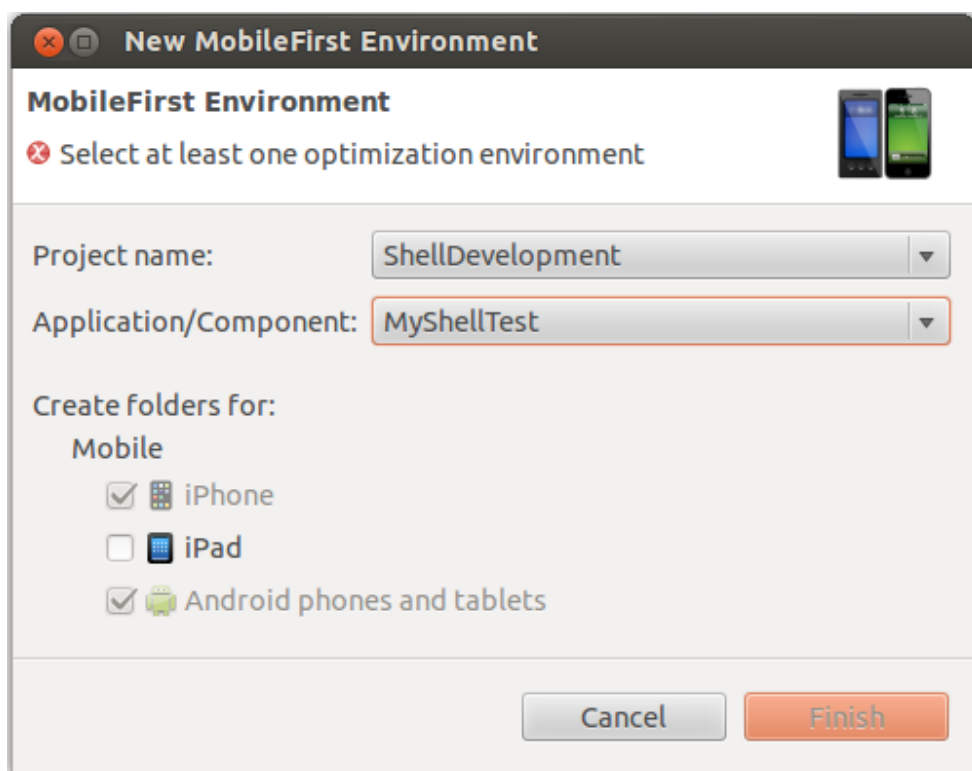 New MobileFirst Environment
MobileFirst Environment
Select at least one optimization environment
Project name: ShellDevelopment
Application/Component: MyShellTest
Create folders for:
Mobile
iPhone
iPad
Android phones and tablets
Cancel Finish